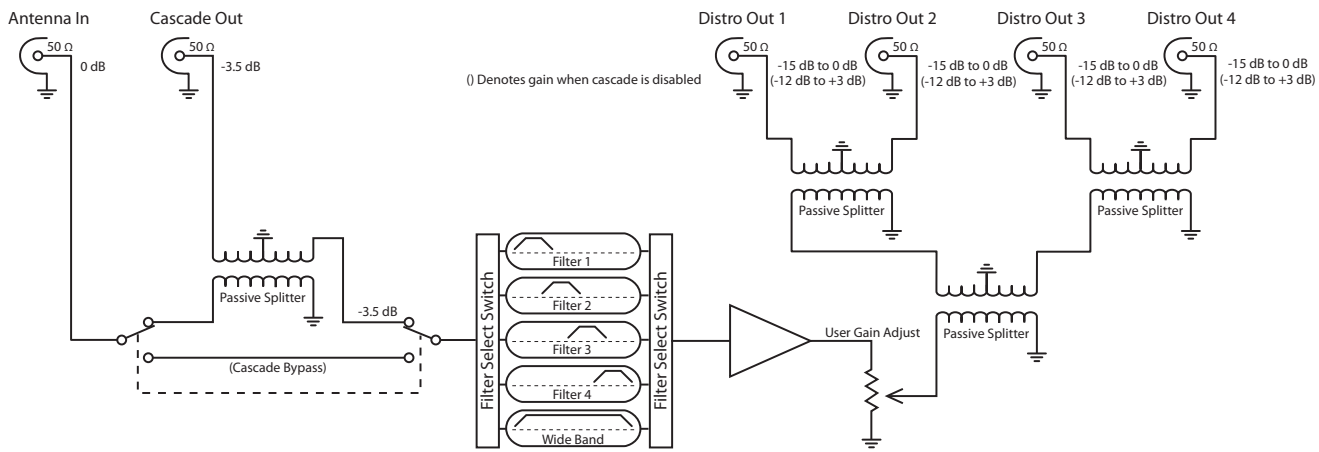 Antenna In
50 Ω
0 dB
Cascade Out
50 Ω
-3.5 dB
() Denotes gain when cascade is disabled
Distro Out 1
50 Ω
-15 dB to 0 dB
(-12 dB to +3 dB)
Distro Out 2
50 Ω
-15 dB to 0 dB
(-12 dB to +3 dB)
Distro Out 3
50 Ω
-15 dB to 0 dB
(-12 dB to +3 dB)
Distro Out 4
50 Ω
-15 dB to 0 dB
(-12 dB to +3 dB)
Passive Splitter
Passive Splitter
Passive Splitter
-3.5 dB
(Cascade Bypass)
Filter Select Switch
Filter 1
Filter 2
Filter 3
Filter 4
Wide Band
Filter Select Switch
User Gain Adjust
Passive Splitter